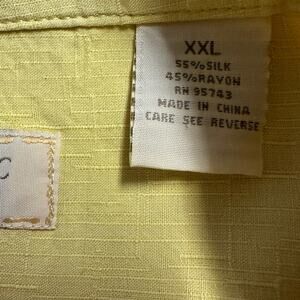 XXL
55% SILK
45% RAYON
RN 95743
MADE IN CHINA
CARE SEE REVERSE
C